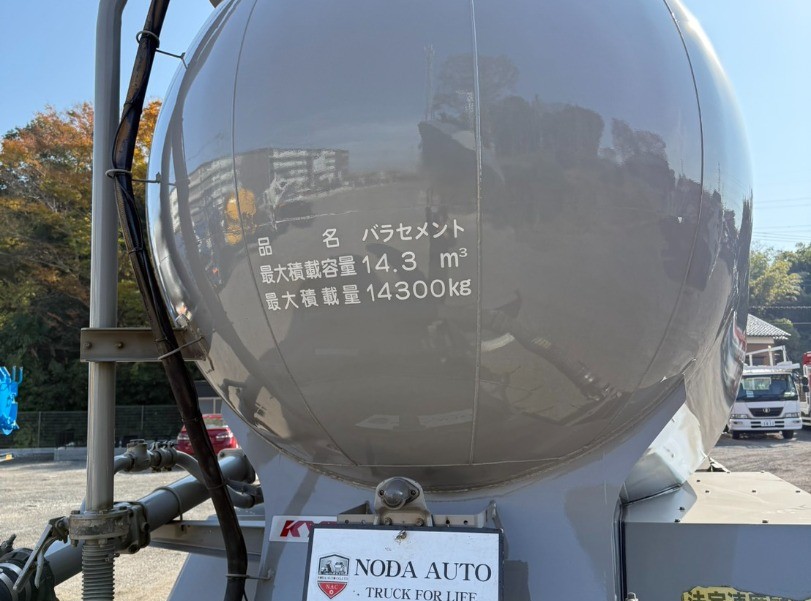 品 名 バラセメント
最大積載容量 14.3 m³
最大積載量 14300kg
NODA AUTO
TRUCK FOR LIFE